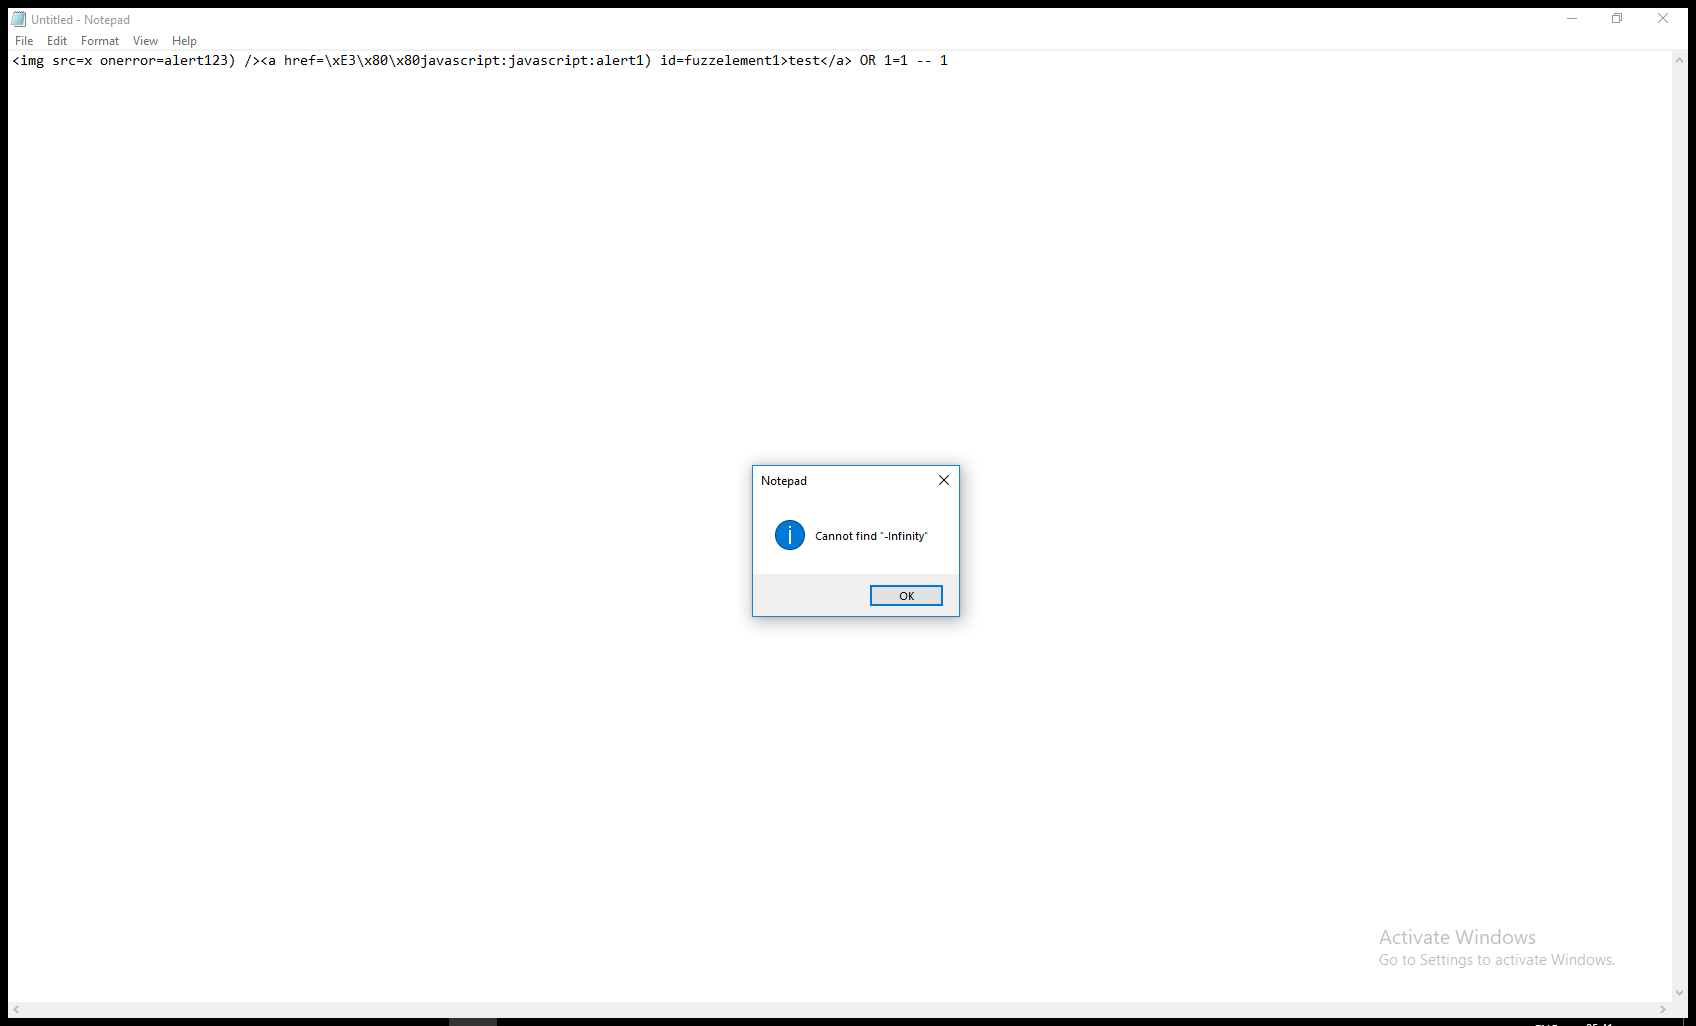 Untitled - Notepad
File Edit Format View Help
<img src=x onerror=alert123) /><a href=\xE3\x80\x80javascript:javascript:alert1) id=fuzzelement1>test</a> OR 1=1 -- 1
Notepad
Cannot find "-Infinity"
OK
Activate Windows
Go to Settings to activate Windows.